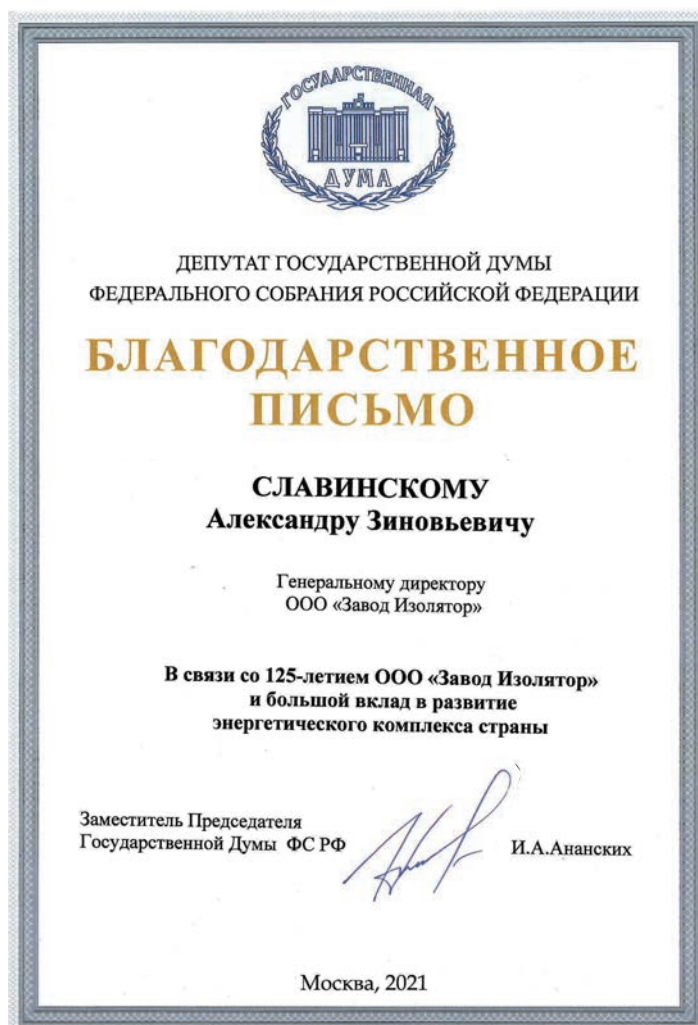 ГОСУДАРСТВЕННАЯ
ДУМА
ДЕПУТАТ ГОСУДАРСТВЕННОЙ ДУМЫ
ФЕДЕРАЛЬНОГО СОБРАНИЯ РОССИЙСКОЙ ФЕДЕРАЦИИ
БЛАГОДАРСТВЕННОЕ
ПИСЬМО
СЛАВИНСКОМУ
Александру Зиновьевичу
Генеральному директору
ООО «Завод Изолятор»
В связи со 125-летием ООО «Завод Изолятор»
и большой вклад в развитие
энергетического комплекса страны
Заместитель Председателя
Государственной Думы ФС РФ
И.А.Ананских
Москва, 2021